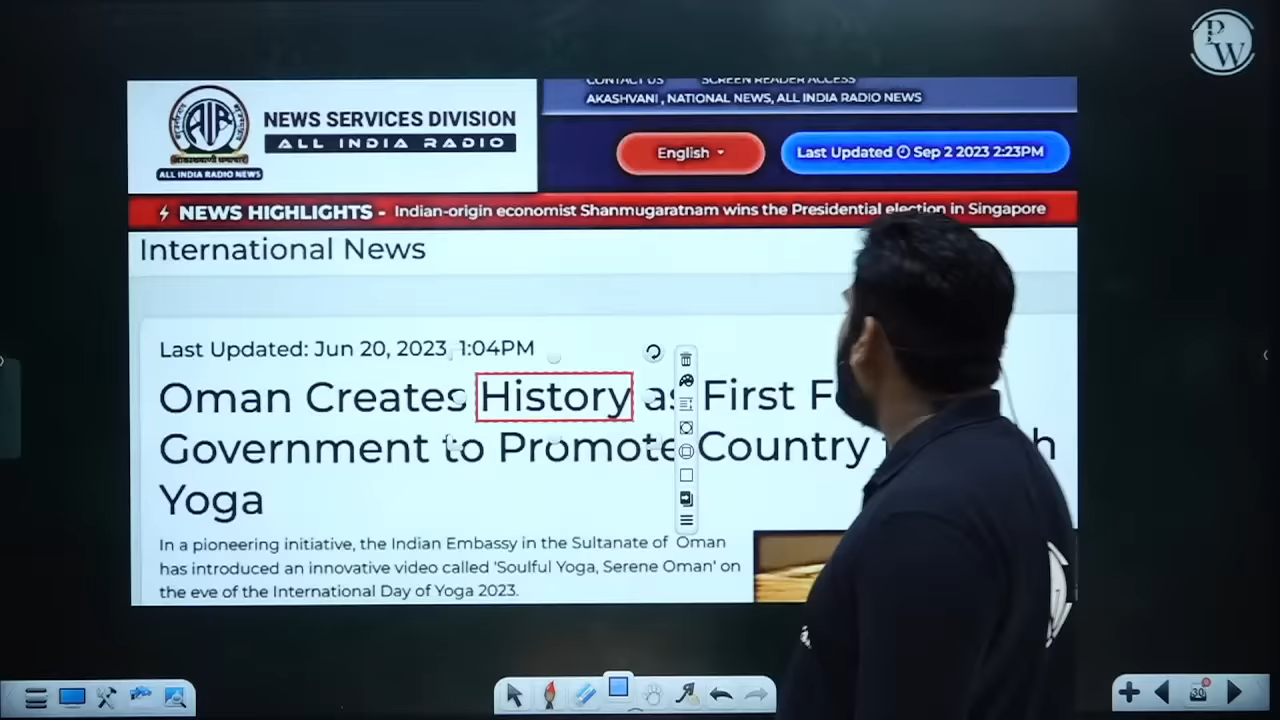 PW
CONTACT US SCREEN READER ACCESS
AKASHVANI , NATIONAL NEWS, ALL INDIA RADIO NEWS
NEWS SERVICES DIVISION
ALL INDIA RADIO
ALL INDIA RADIO NEWS
English
Last Updated Sep 2 2023 2:23PM
NEWS HIGHLIGHTS - Indian-origin economist Shanmugaratnam wins the Presidential election in Singapore
International News
Last Updated: Jun 20, 2023 1:04PM
Oman Creates History as First
Government to Promote Country
Yoga
In a pioneering initiative, the Indian Embassy in the Sultanate of Oman
has introduced an innovative video called 'Soulful Yoga, Serene Oman' on
the eve of the International Day of Yoga 2023.
30